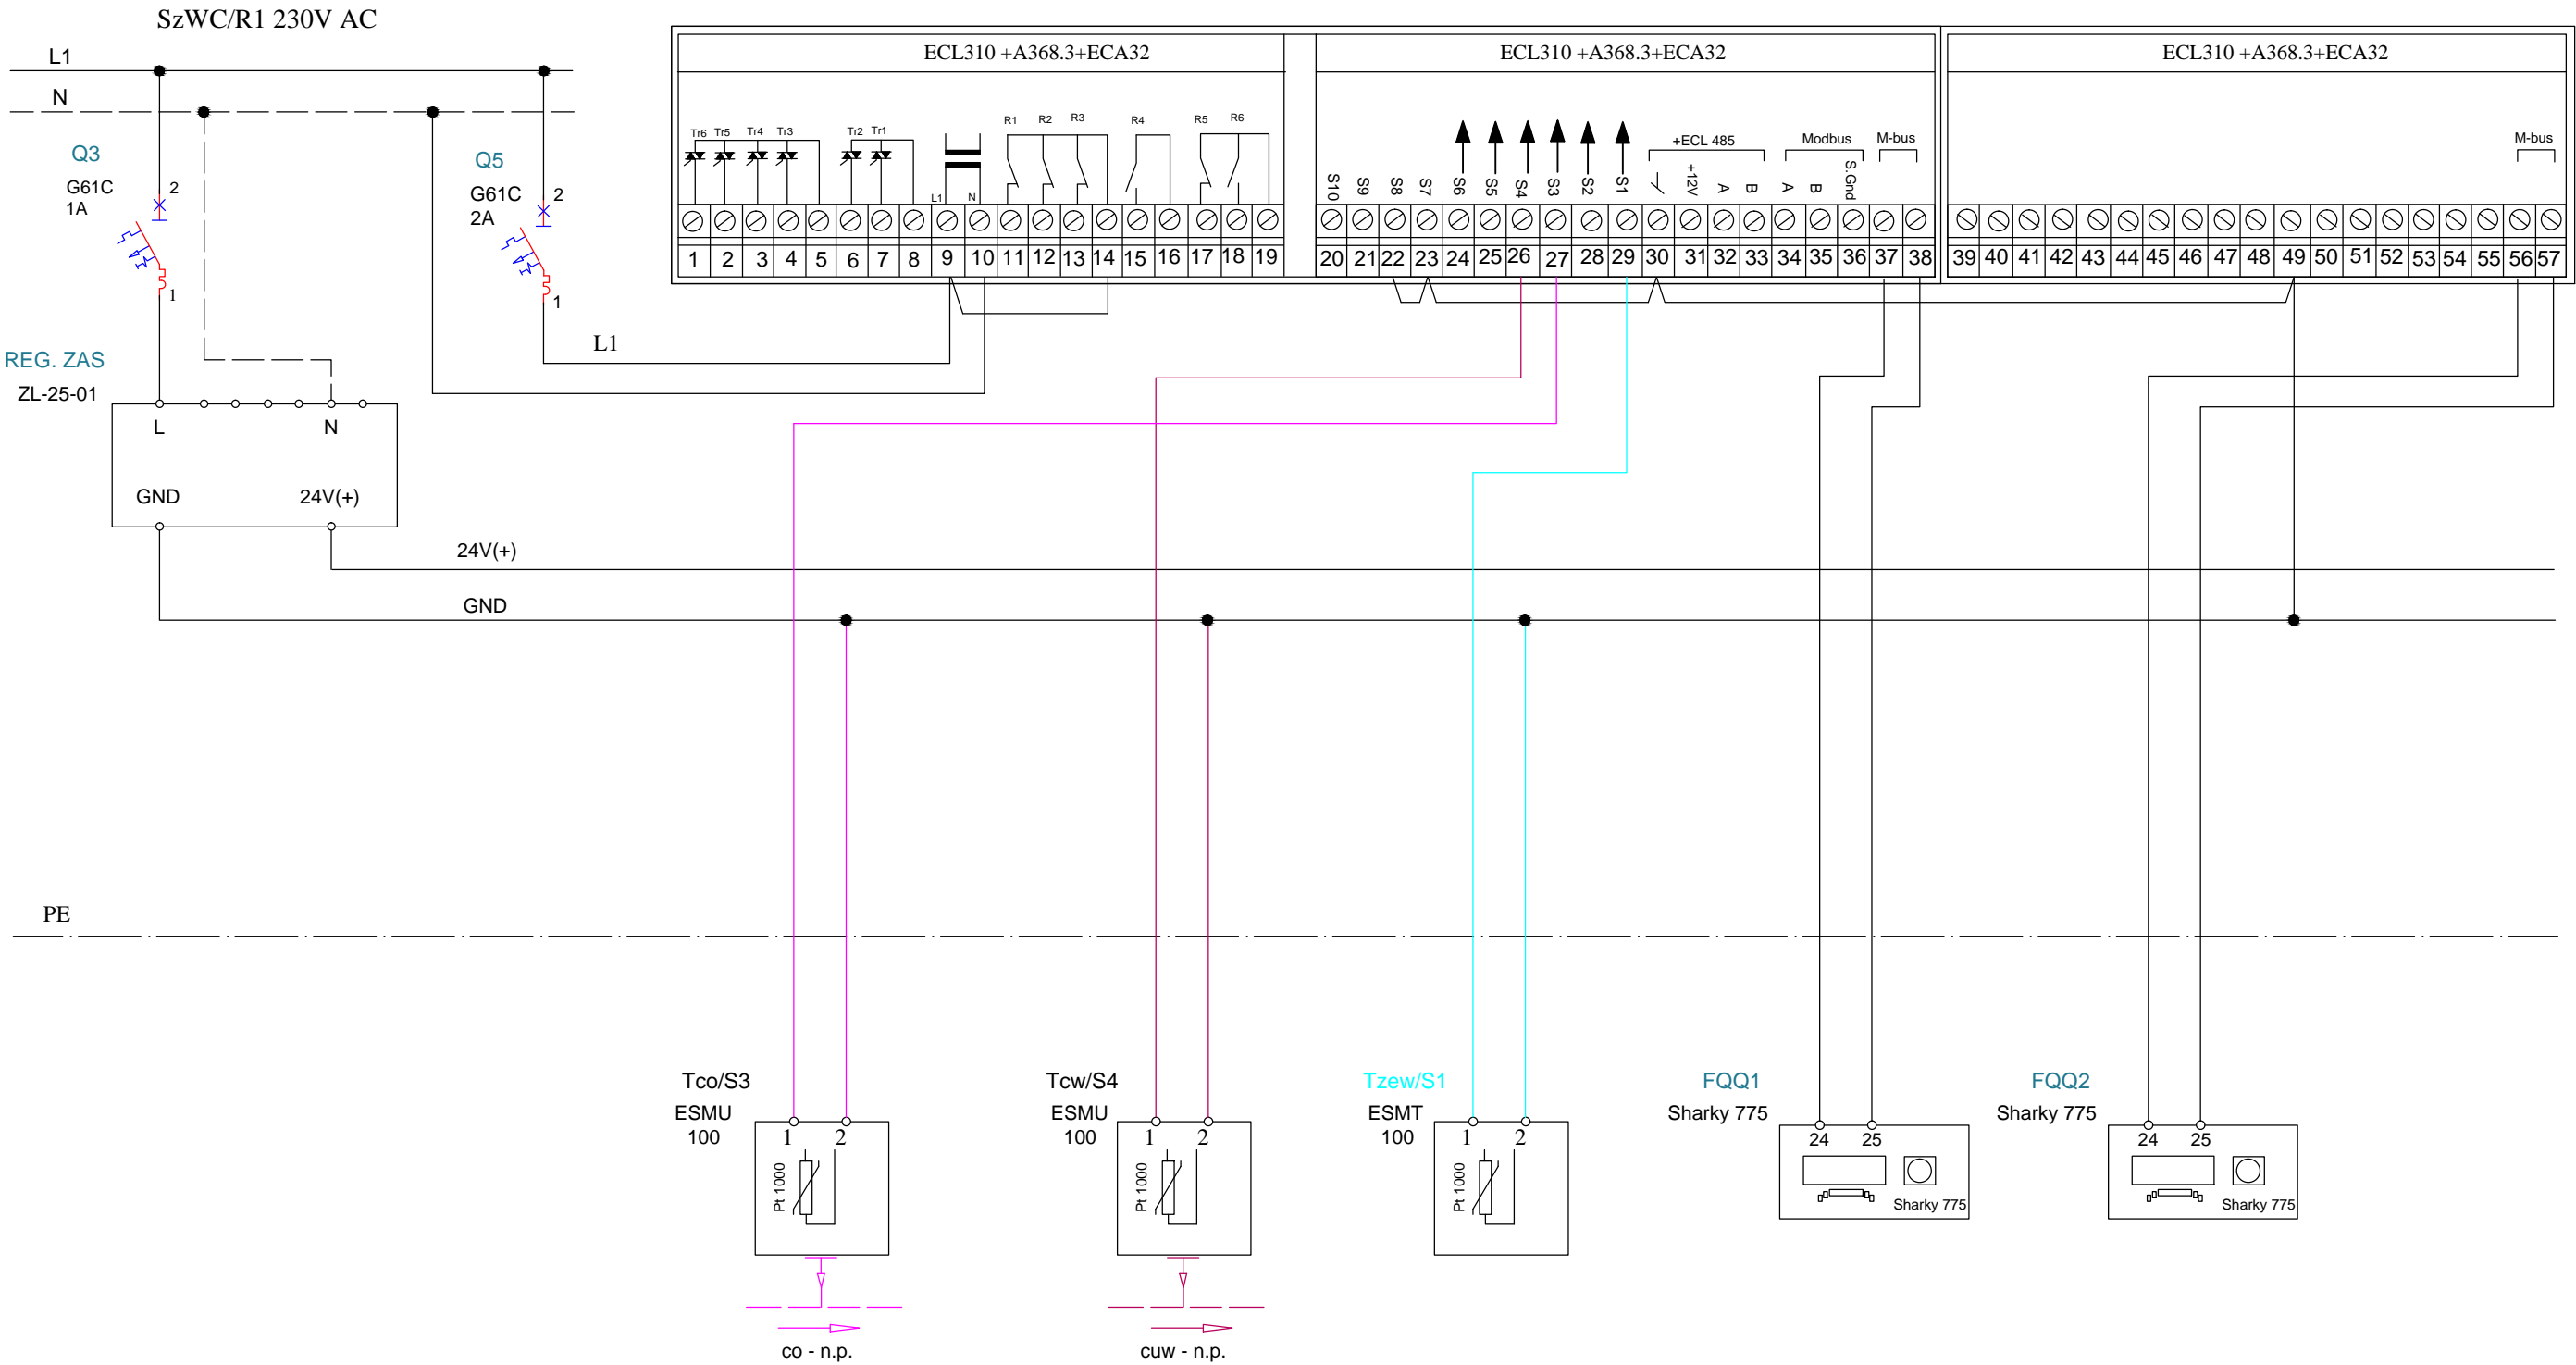 SzWC/R1 230V AC
L1
N
Q3
G61C
1A
2
1
Q5
G61C
2A
2
1
L1
REG. ZAS
ZL-25-01
L N
GND 24V(+)
24V(+)
GND
PE
ECL310 +A368.3+ECA32
Tr6 Tr5 Tr4 Tr3 Tr2 Tr1 R1 R2 R3 R4 R5 R6
L1 N
1 2 3 4 5 6 7 8 9 10 11 12 13 14 15 16 17 18 19
ECL310 +A368.3+ECA32
+ECL 485 Modbus M-bus
S10 S9 S8 S7 S6 S5 S4 S3 S2 S1 +12V A B A B S.Gnd
20 21 22 23 24 25 26 27 28 29 30 31 32 33 34 35 36 37 38
ECL310 +A368.3+ECA32
M-bus
39 40 41 42 43 44 45 46 47 48 49 50 51 52 53 54 55 56 57
Tco/S3
ESMU
100
1 2
Pt 1000
co - n.p.
Tcw/S4
ESMU
100
1 2
Pt 1000
cuw - n.p.
Tzew/S1
ESMT
100
1 2
Pt 1000
FQQ1
Sharky 775
24 25
Sharky 775
FQQ2
Sharky 775
24 25
Sharky 775